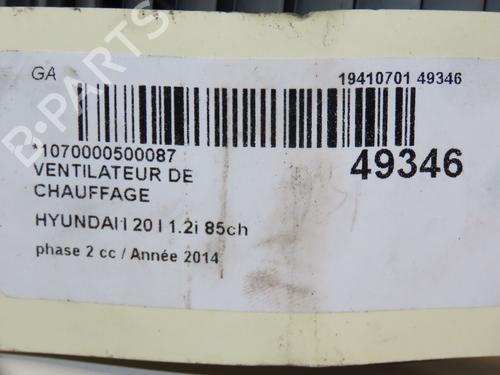 B-PARTS
GA
19410701 49346
*1070000500087
49346
VENTILATEUR DE
CHAUFFAGE
HYUNDAI I 20 I 1.2i 85ch
phase 2 cc / Année 2014